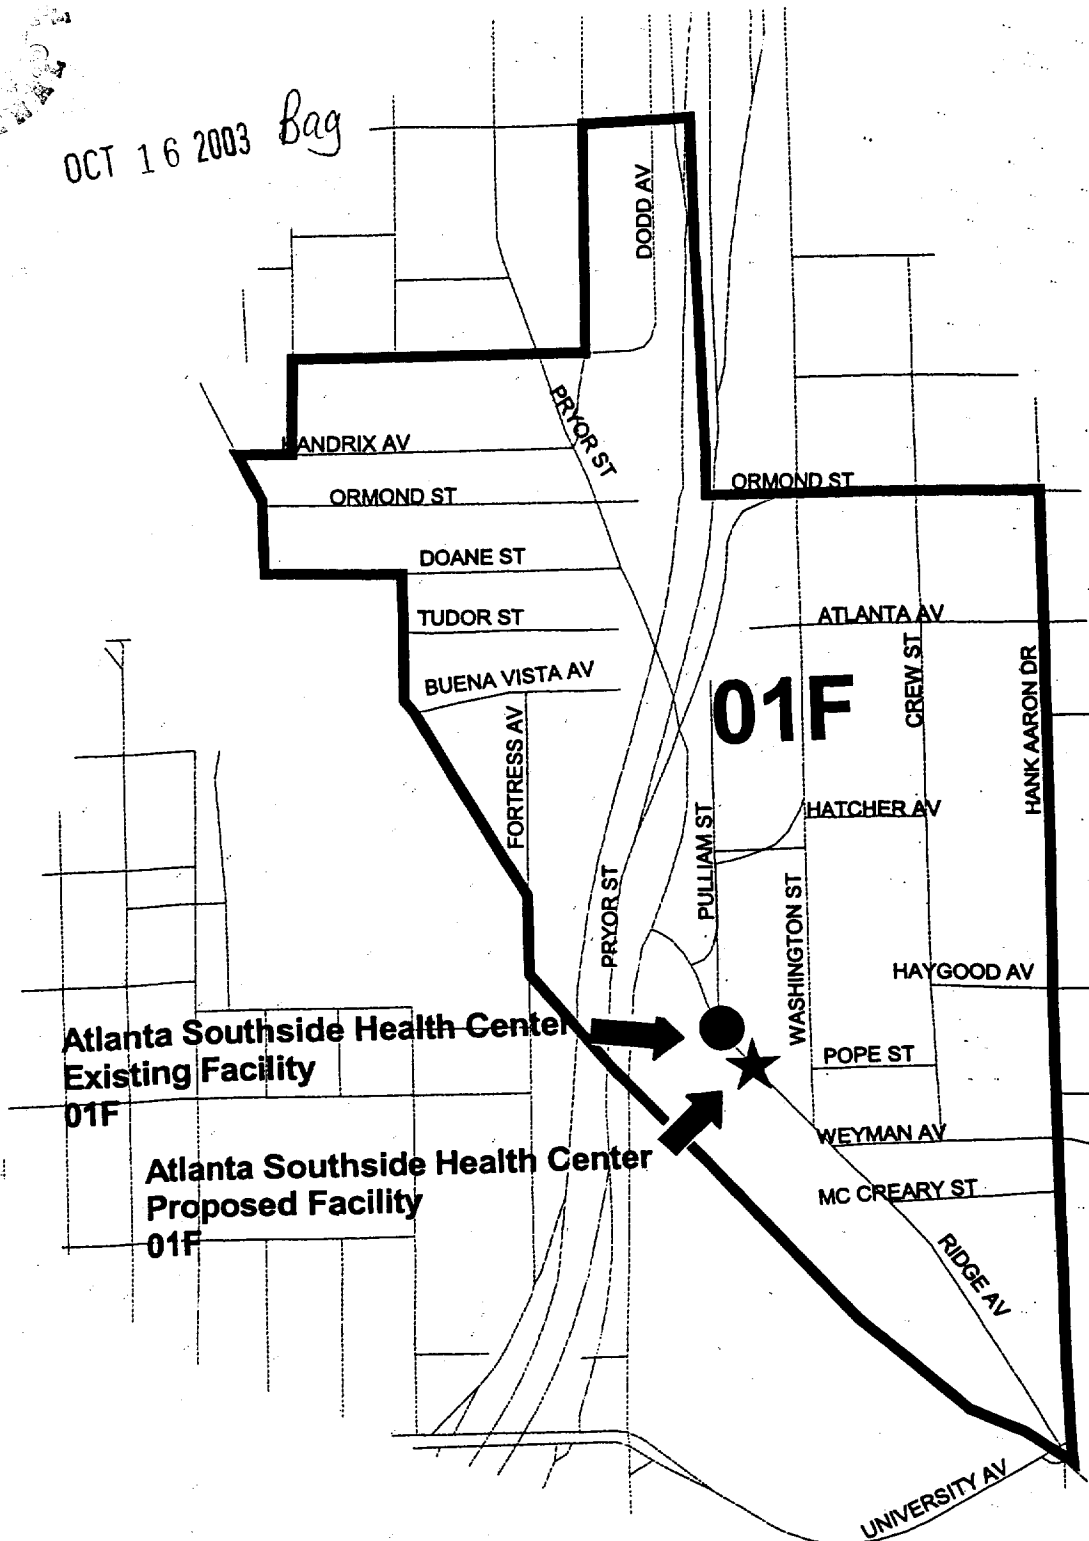 OCT 16 2003 Bag
DODD AV
PRYOR ST
HANDRIX AV
ORMOND ST
ORMOND ST
DOANE ST
TUDOR ST
ATLANTA AV
BUENA VISTA AV
01F
CREW ST
HANK AARON DR
FORTRESS AV
HATCHER AV
PULLIAM ST
PRYOR ST
WASHINGTON ST
HAYGOOD AV
Atlanta Southside Health Center
Existing Facility
01F
POPE ST
WEYMAN AV
Atlanta Southside Health Center
Proposed Facility
01F
MC CREARY ST
RIDGE AV
UNIVERSITY AV